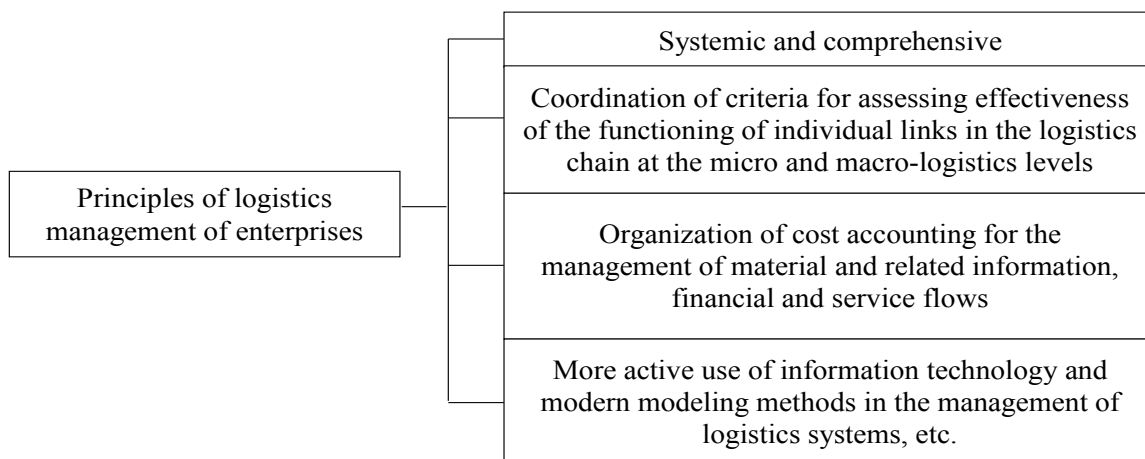 Systemic and comprehensive
Coordination of criteria for assessing effectiveness
of the functioning of individual links in the logistics
chain at the micro and macro-logistics levels
Principles of logistics
management of enterprises
Organization of cost accounting for the
management of material and related information,
financial and service flows
More active use of information technology and
modern modeling methods in the management of
logistics systems, etc.